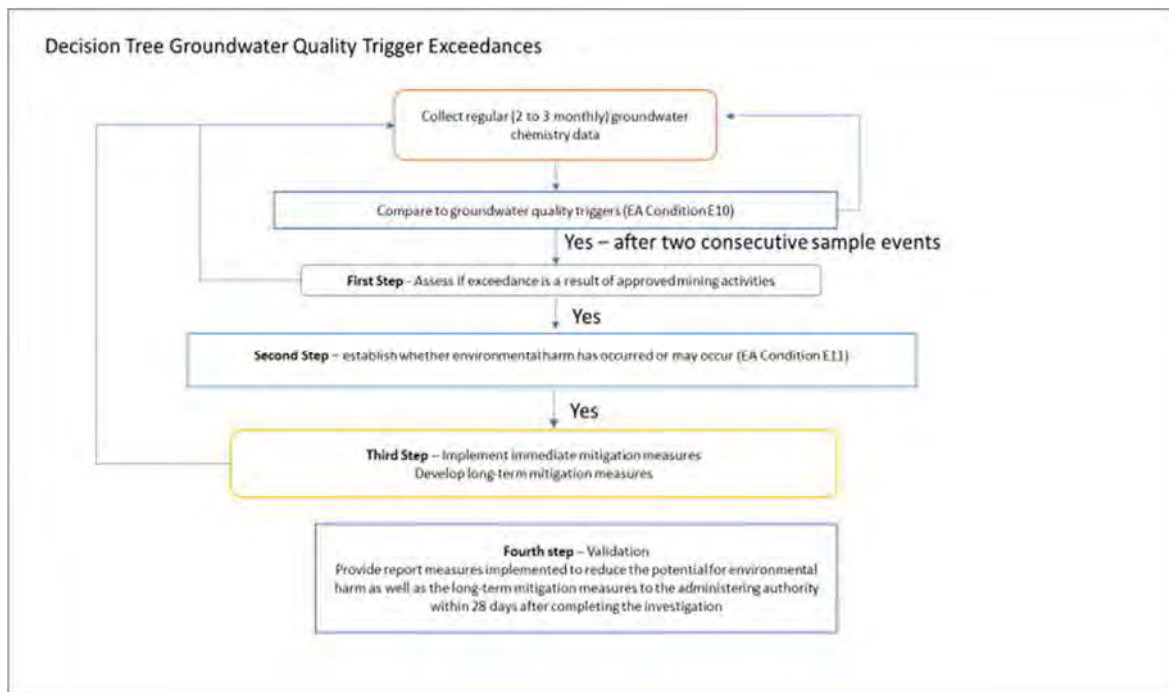 Decision Tree Groundwater Quality Trigger Exceedances
Collect regular (2 to 3 monthly) groundwater
chemistry data
Compare to groundwater quality triggers (EA Condition E10)
Yes – after two consecutive sample events
First Step - Assess if exceedance is a result of approved mining activities
Yes
Second Step – establish whether environmental harm has occurred or may occur (EA Condition E11)
Yes
Third Step – Implement immediate mitigation measures
Develop long-term mitigation measures
Fourth step – Validation
Provide report measures implemented to reduce the potential for environmental
harm as well as the long-term mitigation measures to the administering authority
within 28 days after completing the investigation